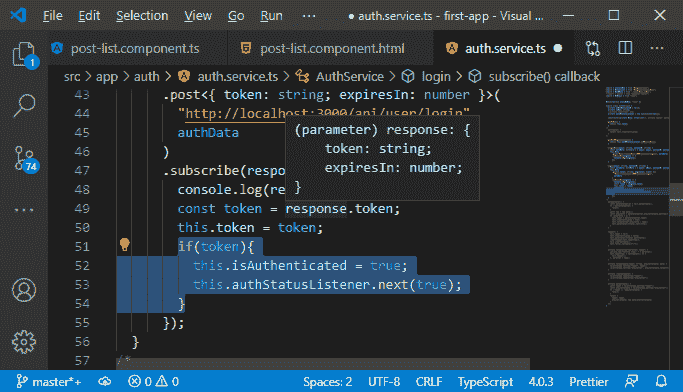 File Edit Selection View Go Run ··· ● auth.service.ts - first-app - Visual ...
post-list.component.ts post-list.component.html auth.service.ts ●
src > app > auth > auth.service.ts > AuthService > login > subscribe() callback
43 .post<{ token: string; expiresIn: number }>(
44 "http://localhost:3000/api/user/login"
45 authData
(parameter) response: {
token: string;
expiresIn: number;
}
46 )
47 .subscribe(respo
48 console.log(re
49 const token = response.token;
50 this.token = token;
51 if(token){
52 this.isAuthenticated = true;
53 this.authStatusListener.next(true);
54 }
55 });
56 }
57 /*
1
74
master*+ 0 0 Spaces: 2 UTF-8 CRLF TypeScript 4.0.3 Prettier